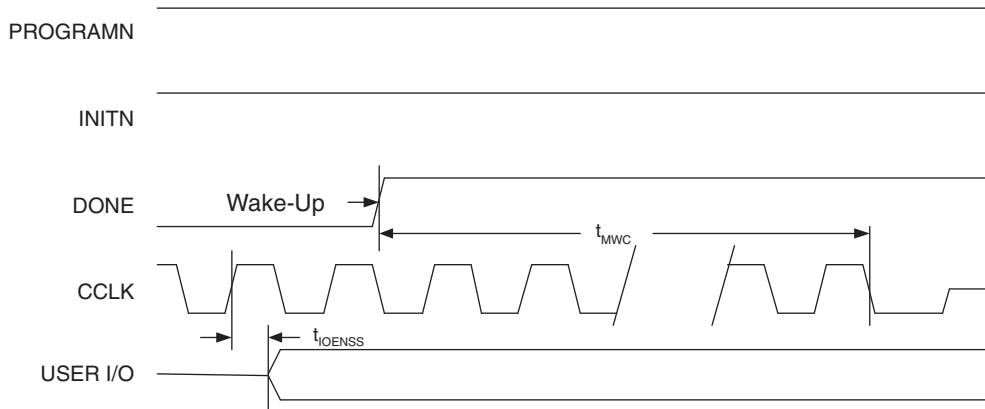 PROGRAMN
INITN
DONE
Wake-Up
tMWC
CCLK
tIOENSS
USER I/O